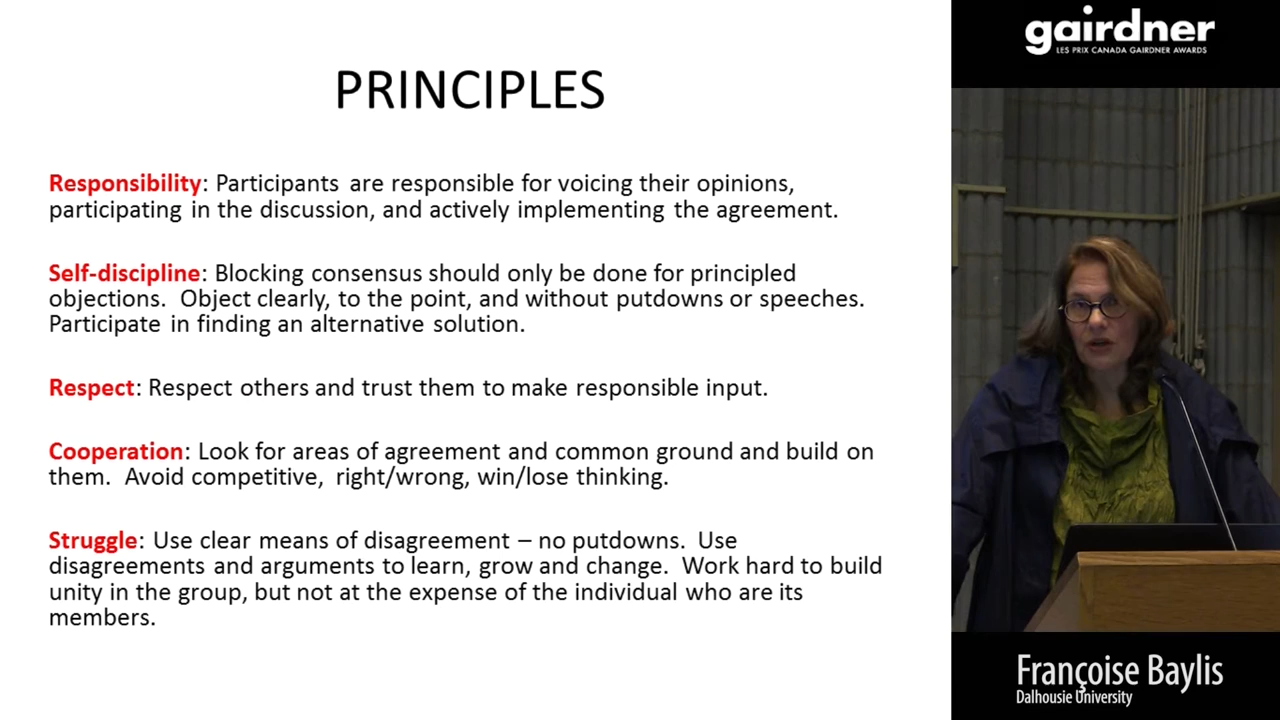 PRINCIPLES
Responsibility: Participants are responsible for voicing their opinions,
participating in the discussion, and actively implementing the agreement.
Self-discipline: Blocking consensus should only be done for principled
objections. Object clearly, to the point, and without putdowns or speeches.
Participate in finding an alternative solution.
Respect: Respect others and trust them to make responsible input.
Cooperation: Look for areas of agreement and common ground and build on
them. Avoid competitive, right/wrong, win/lose thinking.
Struggle: Use clear means of disagreement – no putdowns. Use
disagreements and arguments to learn, grow and change. Work hard to build
unity in the group, but not at the expense of the individual who are its
members.
gairdner
LES PRIX CANADA GAIRDNER AWARDS
Françoise Baylis
Dalhousie University